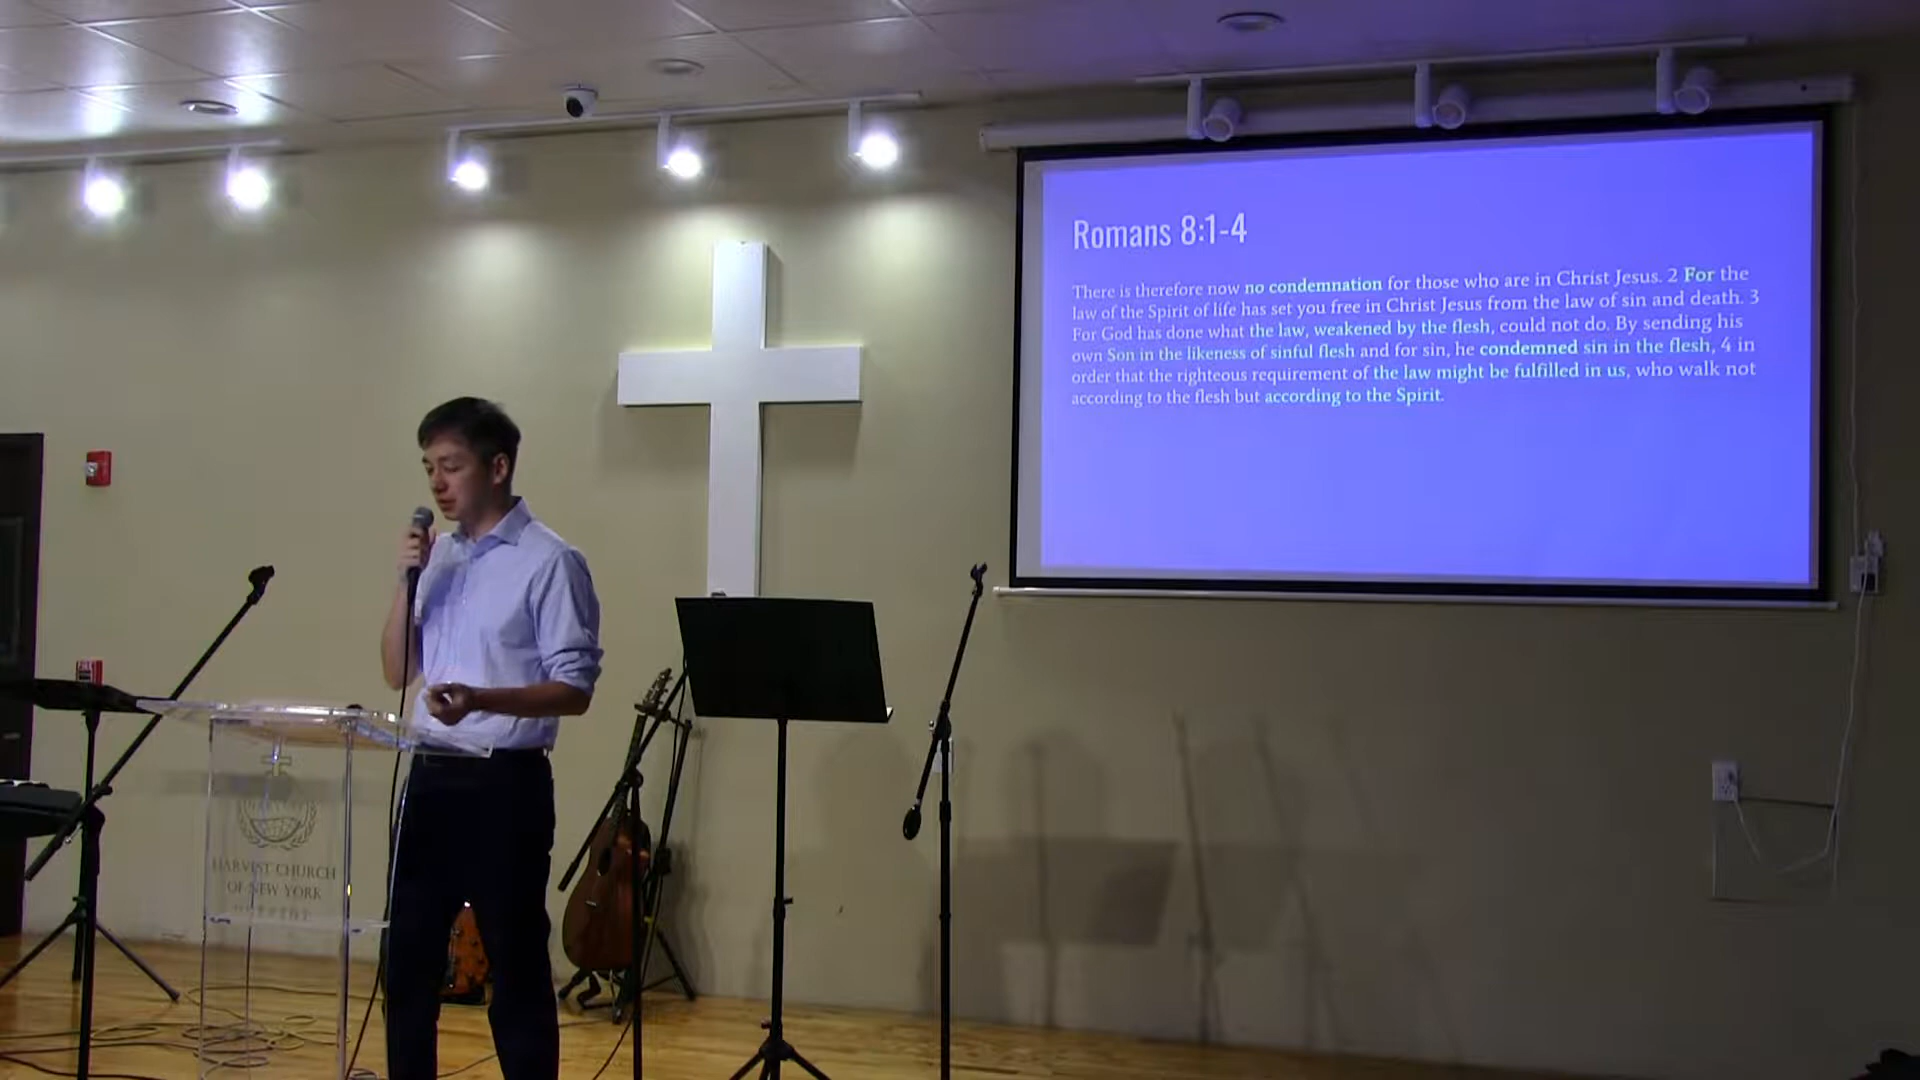 Romans 8:1-4
There is therefore now no condemnation for those who are in Christ Jesus. 2 For the
law of the Spirit of life has set you free in Christ Jesus from the law of sin and death. 3
For God has done what the law, weakened by the flesh, could not do. By sending his
own Son in the likeness of sinful flesh and for sin, he condemned sin in the flesh, 4 in
order that the righteous requirement of the law might be fulfilled in us, who walk not
according to the flesh but according to the Spirit.
HARVEST CHURCH
OF NEW YORK